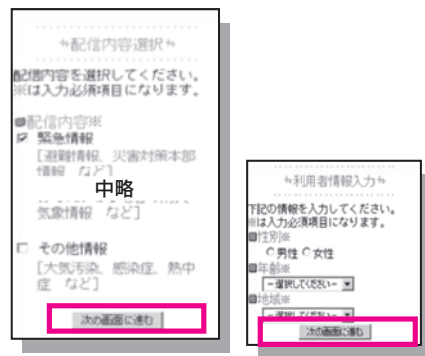 配信内容選択
配信内容を選択してください。
※は入力必須項目になります。
配信内容※
緊急情報
[避難情報、災害対策本部
情報 など]
中略
気象情報 など]
その他情報
[大気汚染、感染症、熱中
症 など]
次の画面に進む
利用者情報入力
下記の情報を入力してください。
※は入力必須項目になります。
性別※
男性 女性
年齢※
－選択してください－
地域※
－選択してください－
次の画面に進む